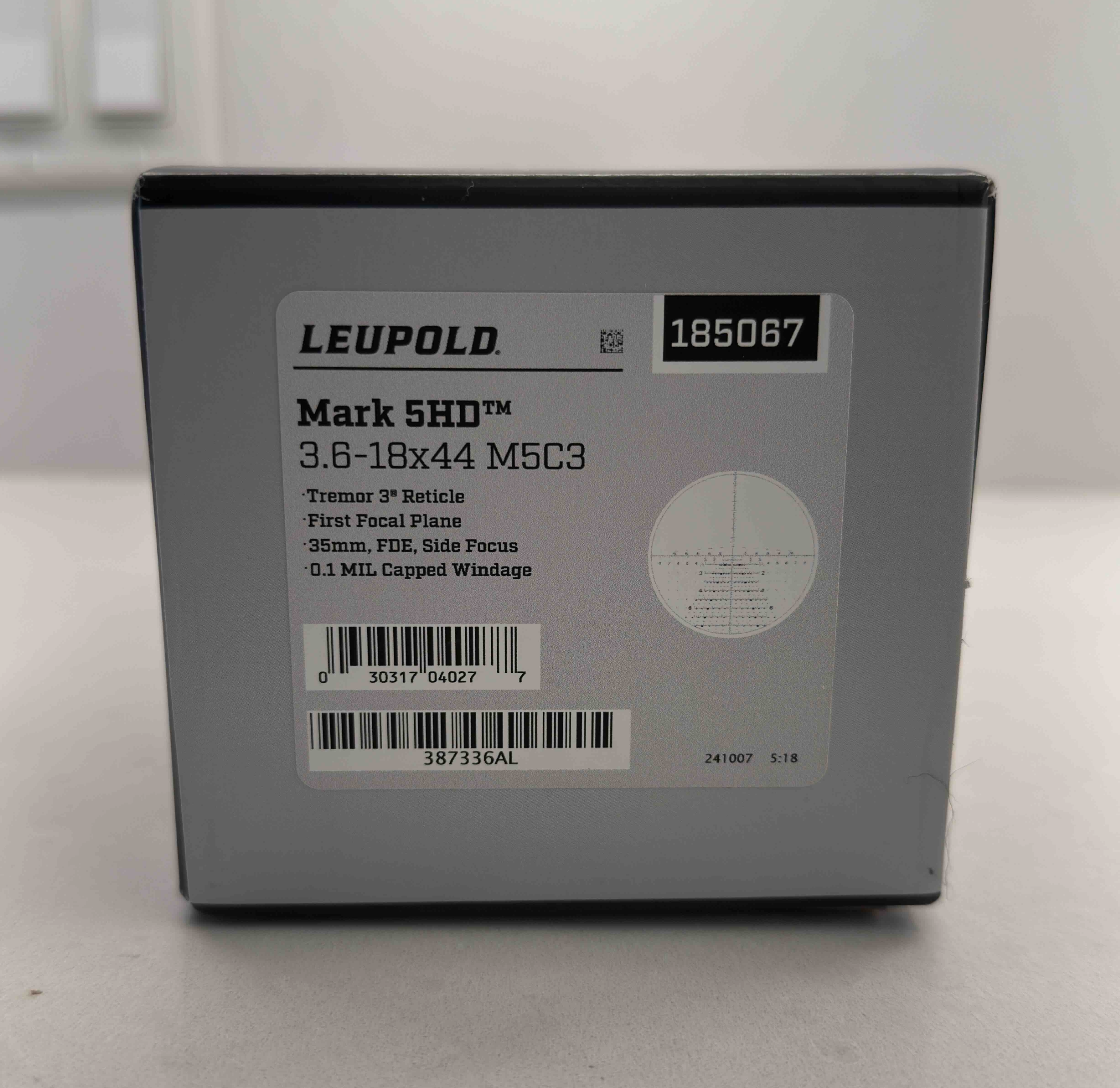 LEUPOLD®
185067
Mark 5HD™
3.6-18x44 M5C3
·Tremor 3® Reticle
·First Focal Plane
·35mm, FDE, Side Focus
·0.1 MIL Capped Windage
0 30317 04027 7
387336AL
241007 5:18